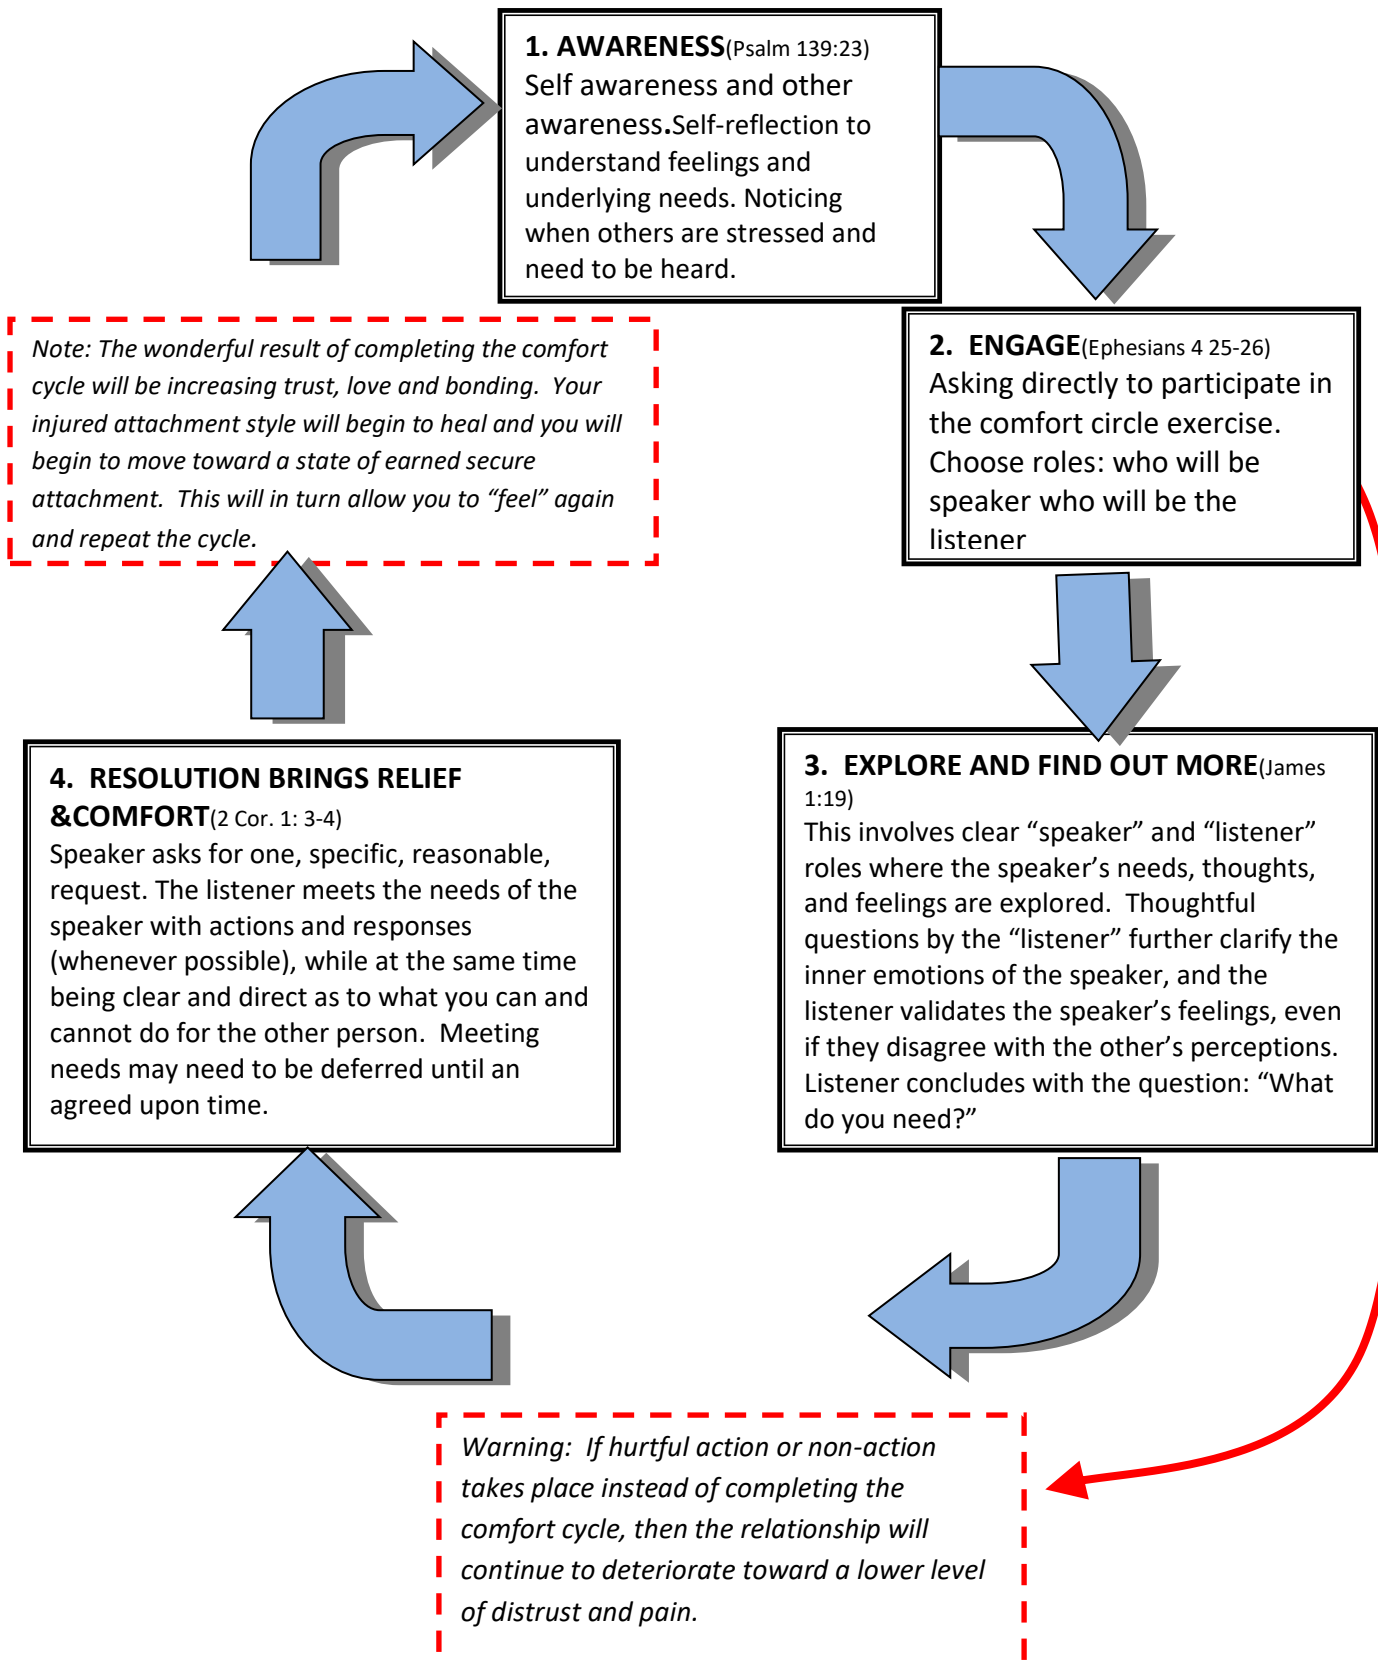 1. AWARENESS(Psalm 139:23)
Self awareness and other
awareness.Self-reflection to
understand feelings and
underlying needs. Noticing
when others are stressed and
need to be heard.
Note: The wonderful result of completing the comfort
cycle will be increasing trust, love and bonding. Your
injured attachment style will begin to heal and you will
begin to move toward a state of earned secure
attachment. This will in turn allow you to “feel” again
and repeat the cycle.
2. ENGAGE(Ephesians 4 25-26)
Asking directly to participate in
the comfort circle exercise.
Choose roles: who will be
speaker who will be the
listener
4. RESOLUTION BRINGS RELIEF
&COMFORT(2 Cor. 1: 3-4)
Speaker asks for one, specific, reasonable,
request. The listener meets the needs of the
speaker with actions and responses
(whenever possible), while at the same time
being clear and direct as to what you can and
cannot do for the other person. Meeting
needs may need to be deferred until an
agreed upon time.
3. EXPLORE AND FIND OUT MORE(James
1:19)
This involves clear “speaker” and “listener”
roles where the speaker’s needs, thoughts,
and feelings are explored. Thoughtful
questions by the “listener” further clarify the
inner emotions of the speaker, and the
listener validates the speaker’s feelings, even
if they disagree with the other’s perceptions.
Listener concludes with the question: “What
do you need?”
Warning: If hurtful action or non-action
takes place instead of completing the
comfort cycle, then the relationship will
continue to deteriorate toward a lower level
of distrust and pain.